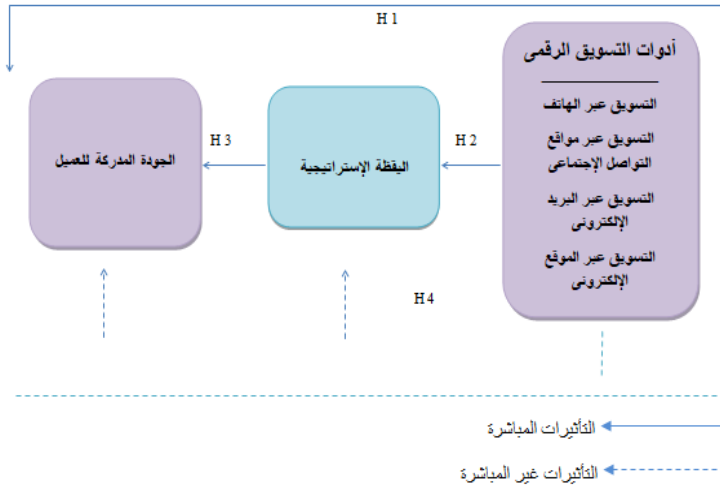 H 1
أدوات التسويق الرقمى
التسويق عبر الهاتف
التسويق عبر مواقع
التواصل الإجتماعى
التسويق عبر البريد
الإلكترونى
التسويق عبر الموقع
الإلكترونى
H 2
اليقظة الإستراتيجية
H 3
الجودة المدركة للعميل
H4
التأثيرات المباشرة
التأثيرات غير المباشرة